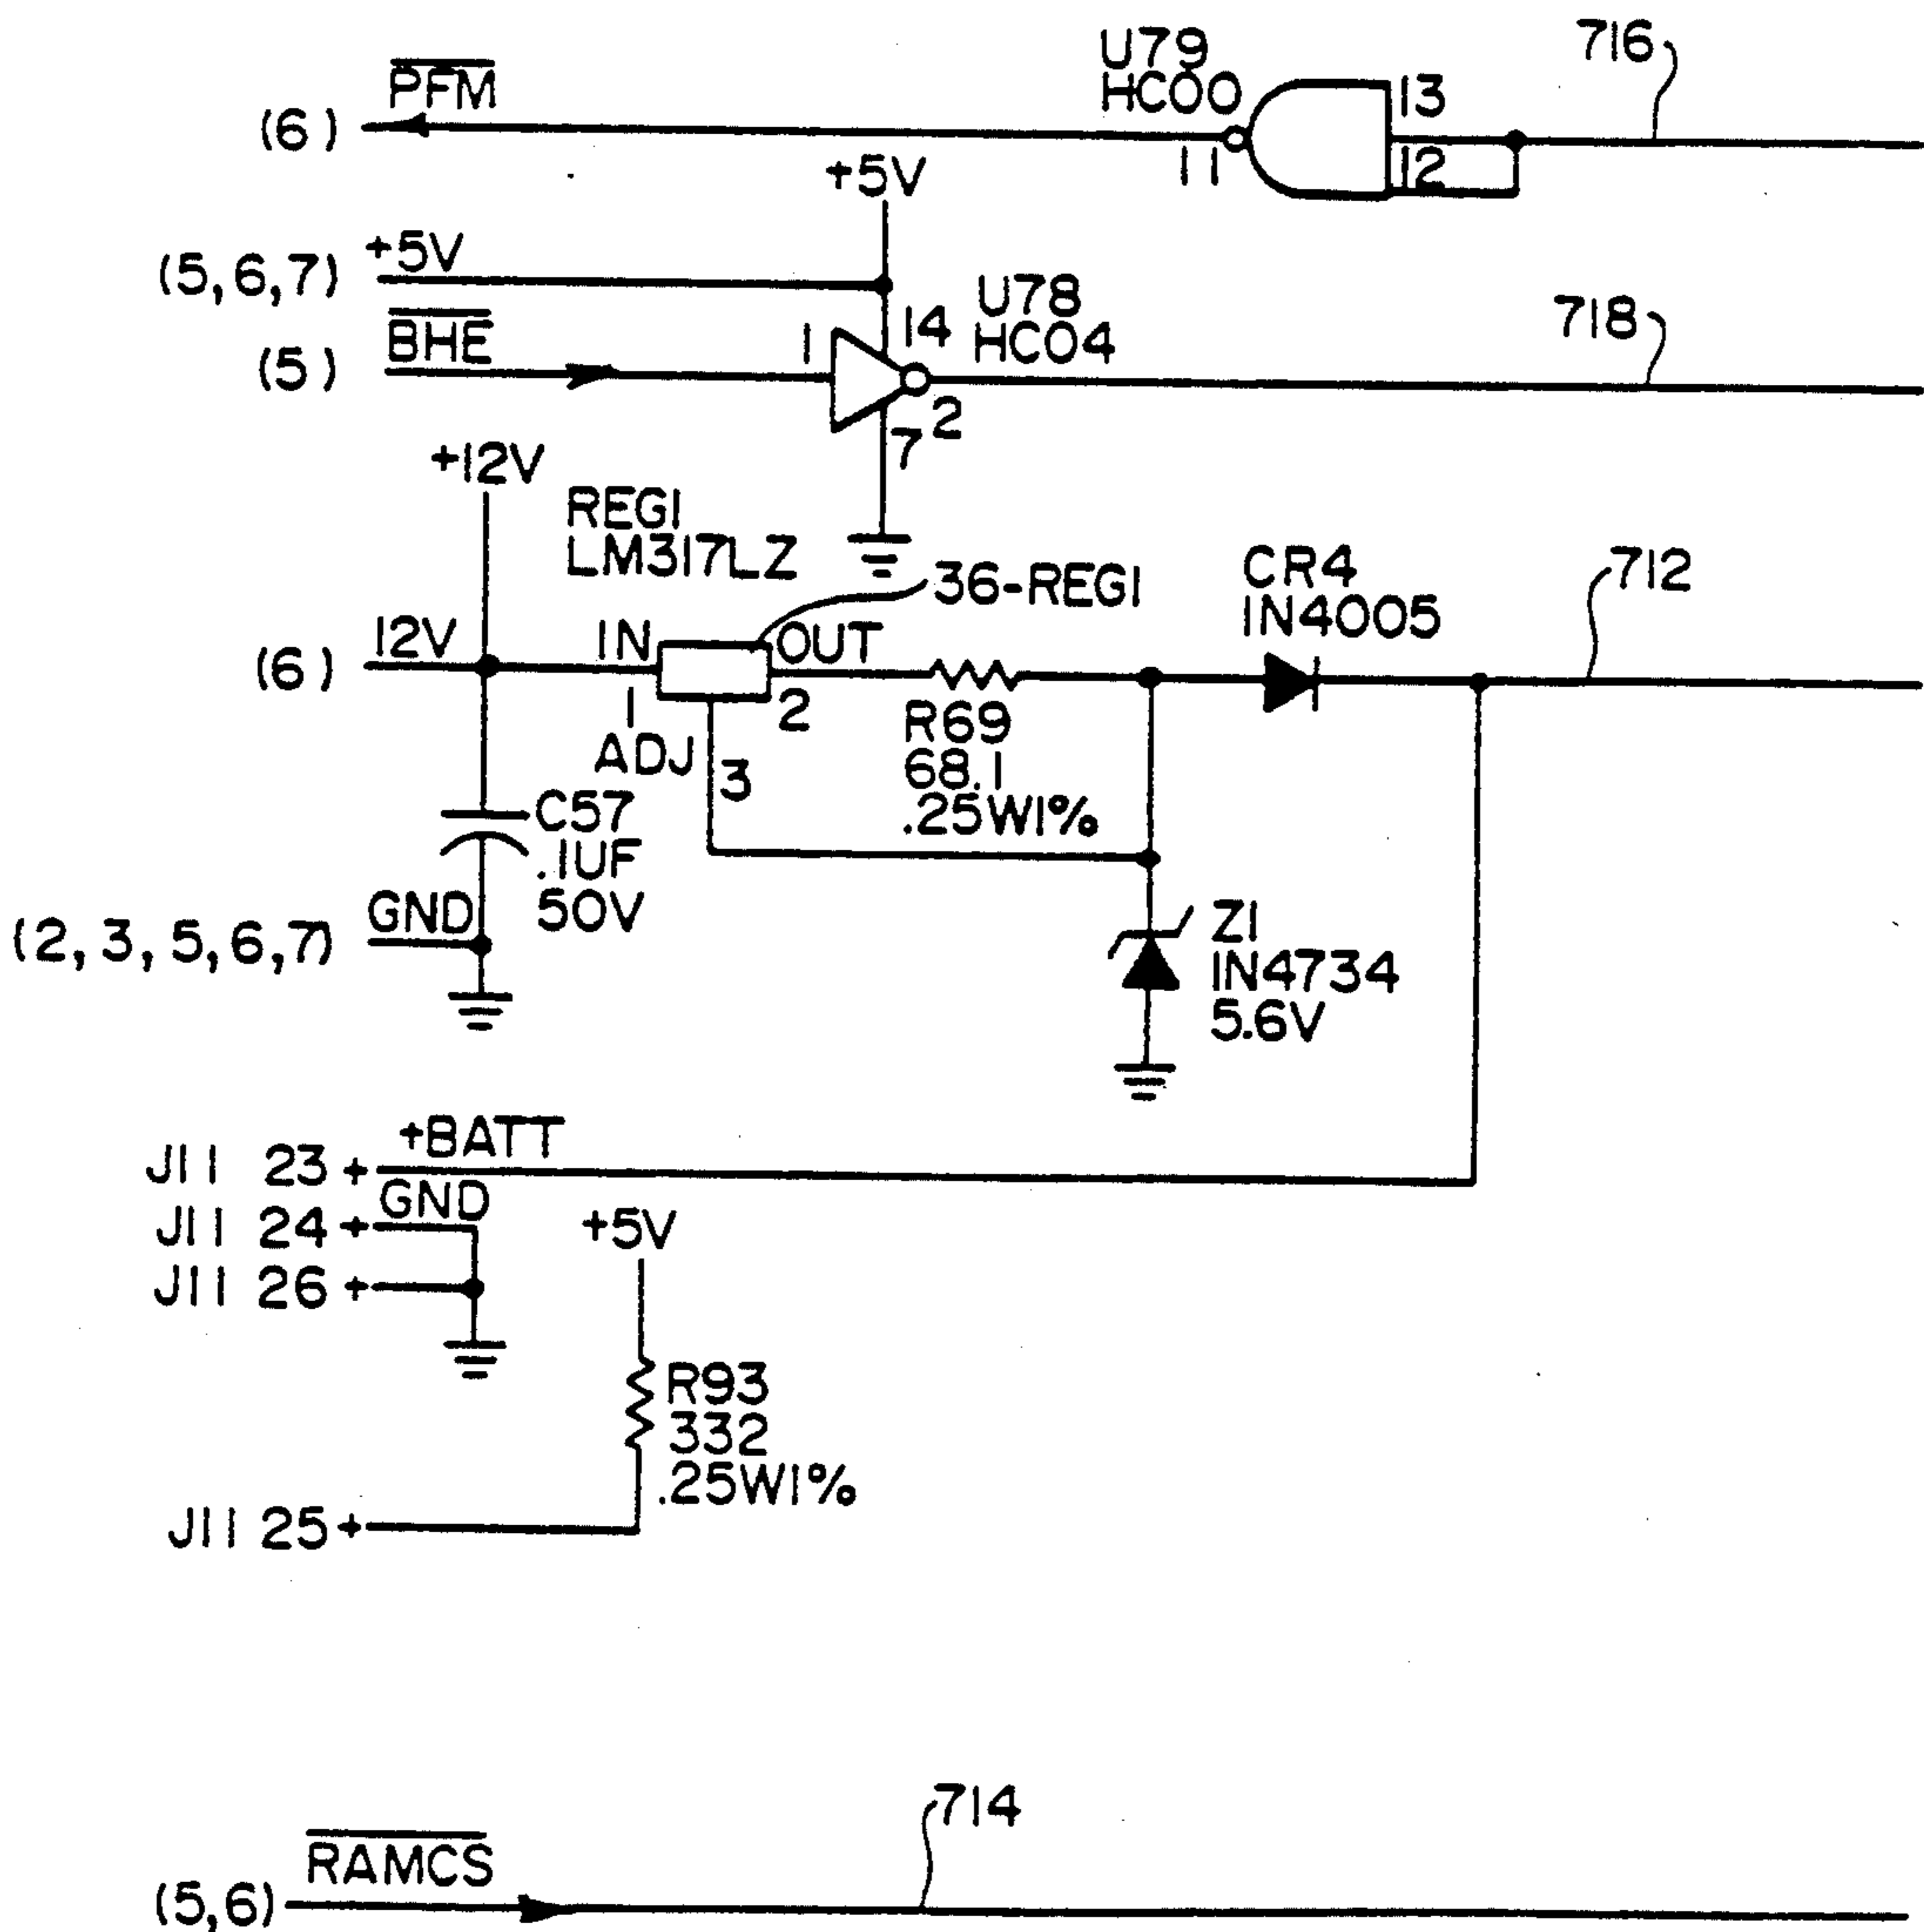 U79
HC00
716
PFM
(6)
13
12
11
+5V
(5,6,7)
+5V
U78
HC04
14
718
BHE
(5)
1
2
7
+12V
REG1
LM317LZ
36-REG1
CR4
1N4005
712
12V
(6)
IN
OUT
1
2
ADJ
3
R69
68.1
.25W1%
C57
.1UF
50V
GND
(2,3,5,6,7)
Z1
1N4734
5.6V
+BATT
J11 23
GND
J11 24
J11 26
+5V
R93
332
.25W1%
J11 25
714
RAMCS
(5,6)